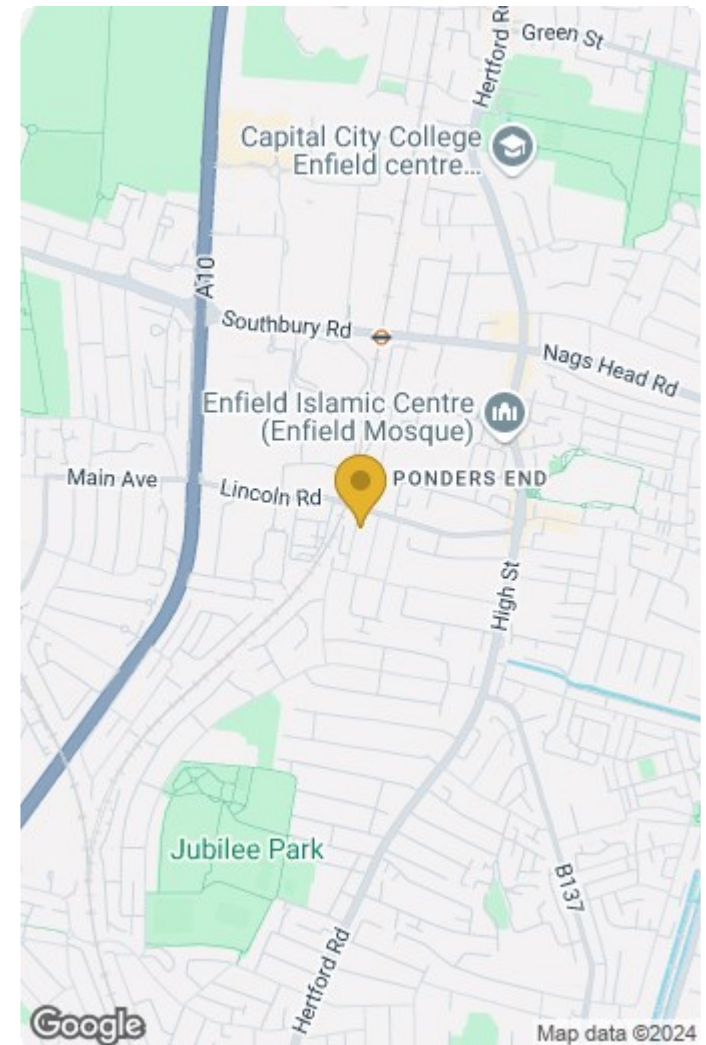 Green St
Hertford R
Capital City College
Enfield centre...
A10
Southbury Rd
Nags Head Rd
Enfield Islamic Centre
(Enfield Mosque)
Main Ave
Lincoln Rd
PONDERS END
High St
Jubilee Park
B137
Hertford Rd
Google
Map data ©2024